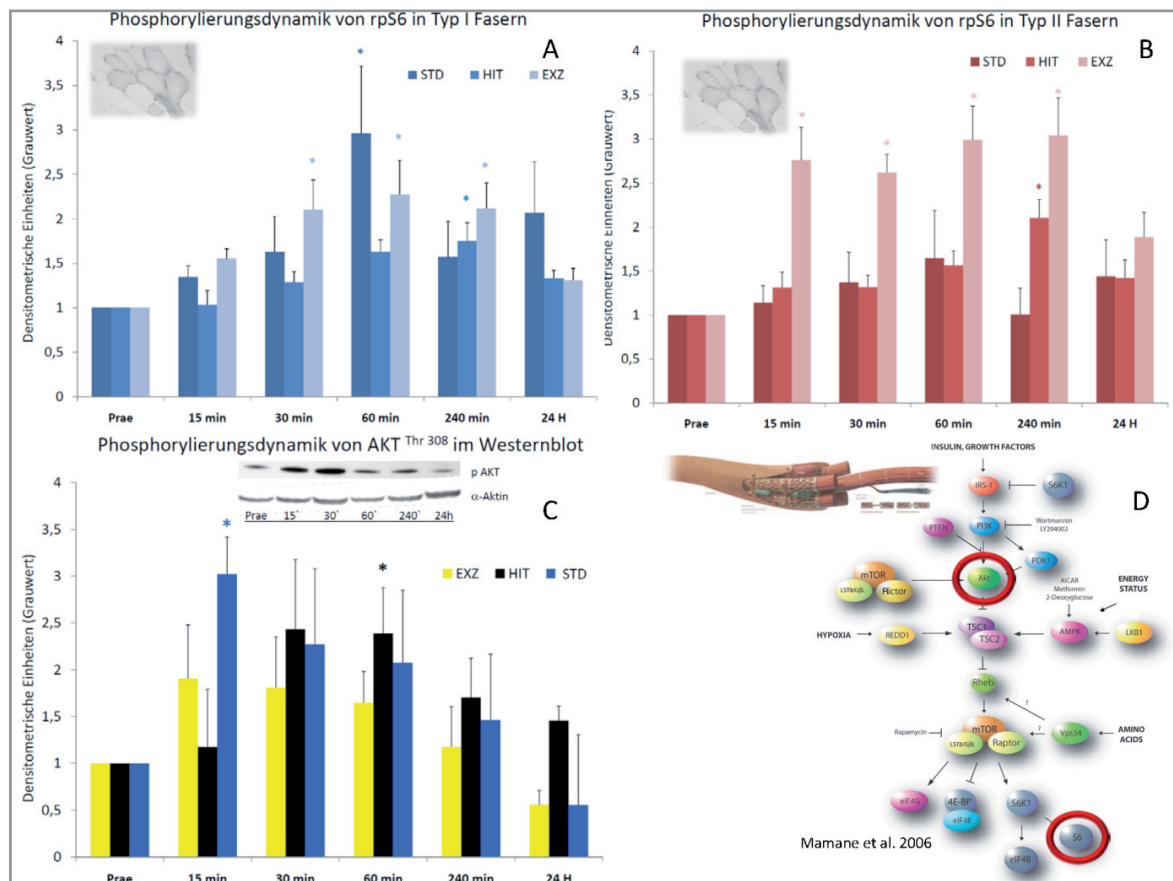 Phosphorylierungsdynamik von rpS6 in Typ I Fasern
A
Densitometrische Einheiten (Grauwert)
4
3,5
3
2,5
2
1,5
1
0,5
0
*
*
*
*
*
STD HIT EXZ
Prae 15 min 30 min 60 min 240 min 24 H
Phosphorylierungsdynamik von rpS6 in Typ II Fasern
B
Densitometrische Einheiten (Grauwert)
4
3,5
3
2,5
2
1,5
1
0,5
0
*
*
*
*
*
STD HIT EXZ
Prae 15 min 30 min 60 min 240 min 24 H
Phosphorylierungsdynamik von AKT Thr 308 im Westernblot
p AKT
α-Aktin
Prae 15` 30` 60` 240` 24h
C
Densitometrische Einheiten (Grauwert)
4
3,5
3
2,5
2
1,5
1
0,5
0
*
*
EXZ HIT STD
Prae 15 min 30 min 60 min 240 min 24 H
D
INSULIN, GROWTH FACTORS
IRS-1
S6K1
PTEN
PI3K
Wortmannin
LY294002
PDK1
mTOR
LST8/GβL
Rictor
Akt
AICAR
Metformin
2-Deoxyglucose
ENERGY
STATUS
HYPOXIA
REDD1
TSC1
TSC2
AMPK
LKB1
Rheb
?
Rapamycin
mTOR
LST8/GβL
Raptor
?
Vps34
AMINO
ACIDS
eIF4G
4E-BP
eIF4E
S6K1
S6
eIF4B
Mamane et al. 2006